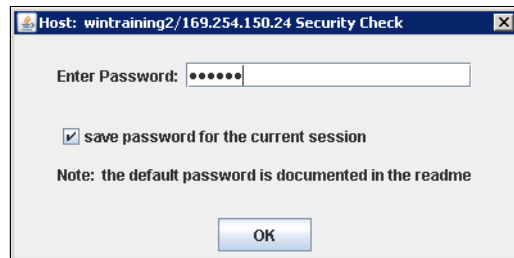 Host: wintraining2/169.254.150.24 Security Check
Enter Password: ••••••
save password for the current session
Note: the default password is documented in the readme
OK